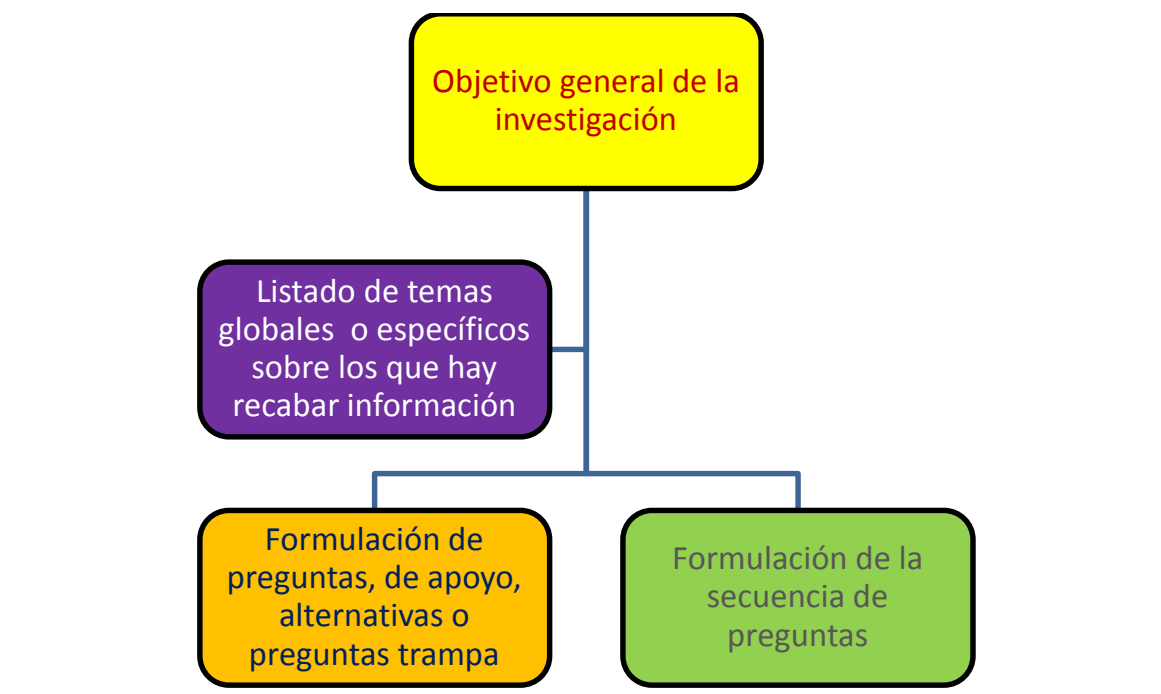 Objetivo general de la
investigación
Listado de temas
globales  o específicos
sobre los que hay
recabar información
Formulación de
preguntas, de apoyo,
alternativas o
preguntas trampa
Formulación de la
secuencia de
preguntas